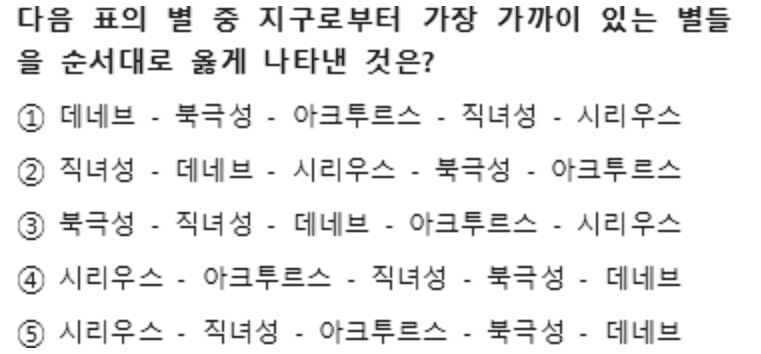 다음 표의 별 중 지구로부터 가장 가까이 있는 별들
을 순서대로 옳게 나타낸 것은?
① 데네브 - 북극성 - 아크투르스 - 직녀성 - 시리우스
② 직녀성 - 데네브 - 시리우스 - 북극성 - 아크투르스
③ 북극성 - 직녀성 - 데네브 - 아크투르스 - 시리우스
④ 시리우스 - 아크투르스 - 직녀성 - 북극성 - 데네브
⑤ 시리우스 - 직녀성 - 아크투르스 - 북극성 - 데네브